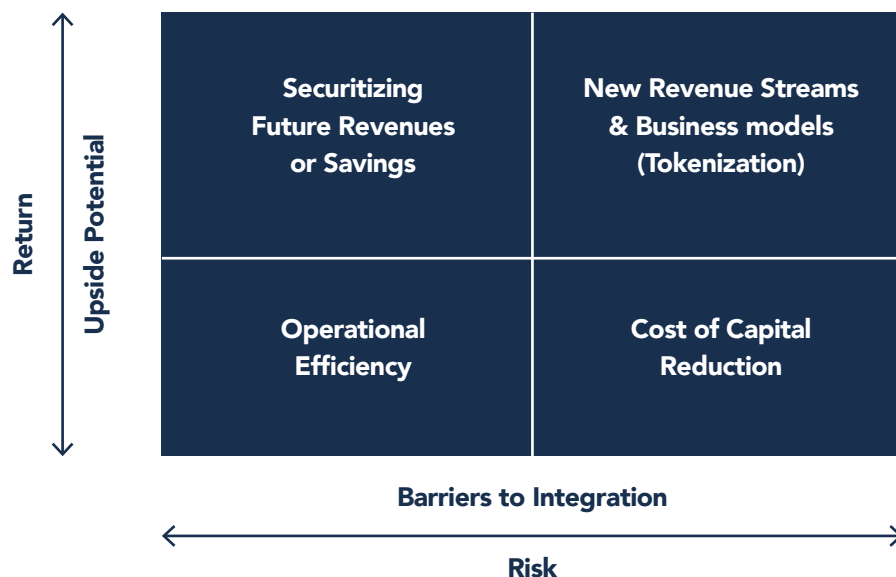 Securitizing
Future Revenues
or Savings
New Revenue Streams
& Business models
(Tokenization)
Return
Upside Potential
Operational
Efficiency
Cost of Capital
Reduction
Barriers to Integration
Risk